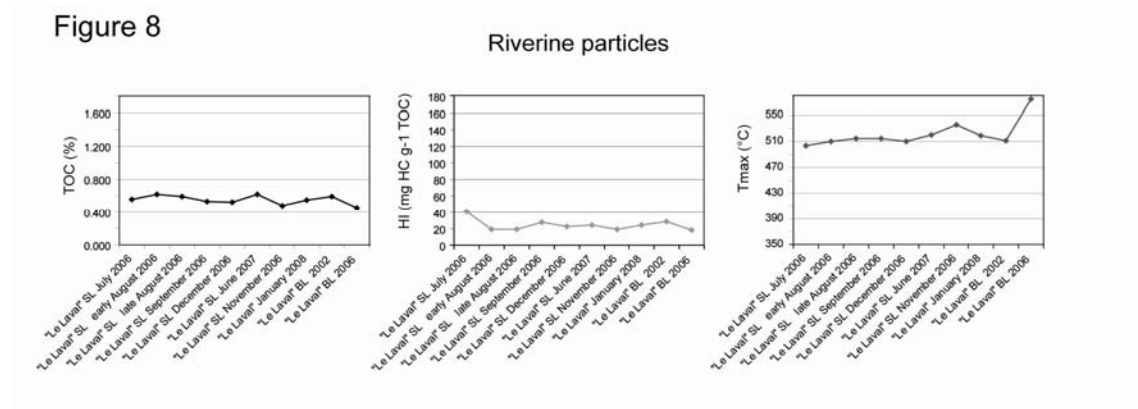 Figure 8
Riverine particles
TOC (%)
1.600
1.200
0.800
0.400
0.000
"Le Laval" SL July 2006
"Le Laval" SL early August 2006
"Le Laval" SL late August 2006
"Le Laval" SL September 2006
"Le Laval" SL December 2006
"Le Laval" SL June 2007
"Le Laval" SL November 2006
"Le Laval" January 2008
"Le Laval" BL 2002
"Le Laval" BL 2006
HI (mg HC g-1 TOC)
180
160
140
120
100
80
60
40
20
0
"Le Laval" SL July 2006
"Le Laval" SL early August 2006
"Le Laval" SL late August 2006
"Le Laval" SL September 2006
"Le Laval" SL December 2006
"Le Laval" SL June 2007
"Le Laval" SL November 2006
"Le Laval" January 2008
"Le Laval" BL 2002
"Le Laval" BL 2006
Tmax (°C)
550
510
470
430
390
350
"Le Laval" SL July 2006
"Le Laval" SL early August 2006
"Le Laval" SL late August 2006
"Le Laval" SL September 2006
"Le Laval" SL December 2006
"Le Laval" SL June 2007
"Le Laval" SL November 2006
"Le Laval" January 2008
"Le Laval" BL 2002
"Le Laval" BL 2006